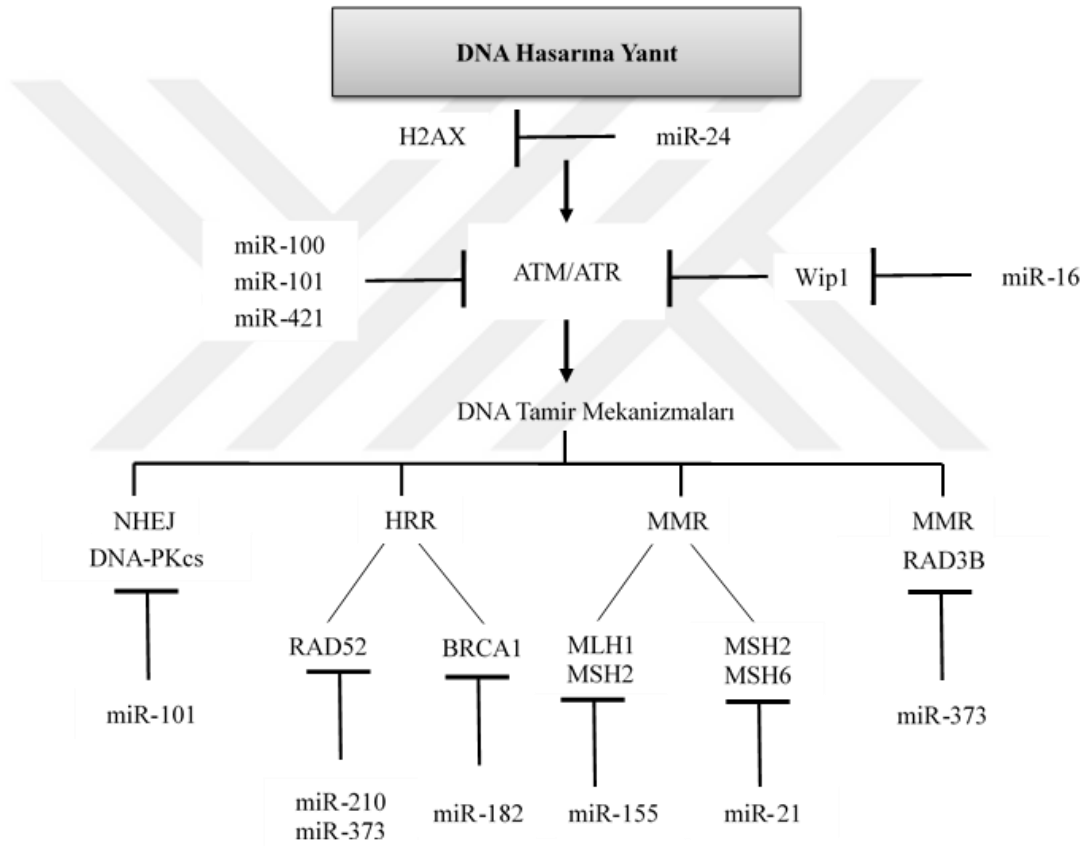 DNA Hasarına Yanıt
H2AX
miR-24
miR-100
miR-101
miR-421
ATM/ATR
Wip1
miR-16
DNA Tamir Mekanizmaları
NHEJ
DNA-PKcs
HRR
MMR
MMR
RAD3B
RAD52
BRCA1
MLH1
MSH2
MSH2
MSH6
miR-101
miR-373
miR-210
miR-373
miR-182
miR-155
miR-21